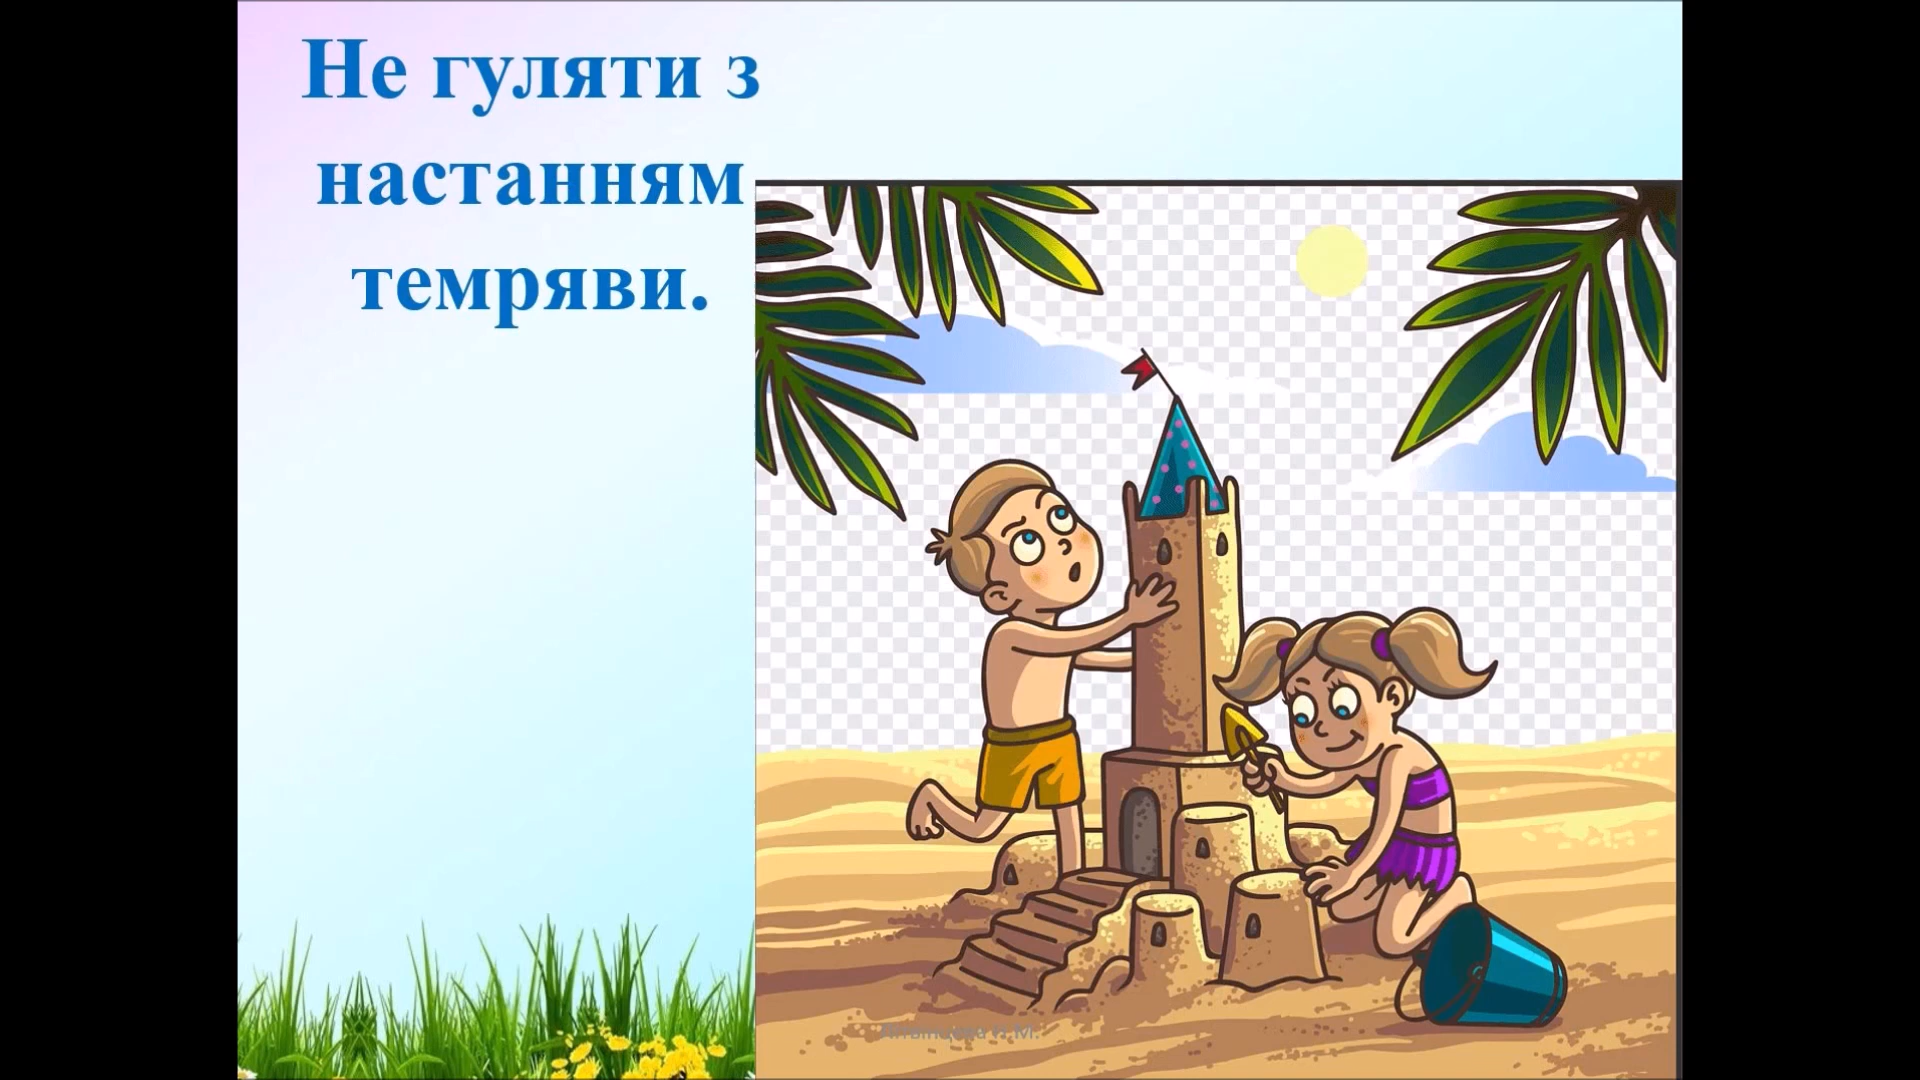 Не гуляти з
настанням
темряви.